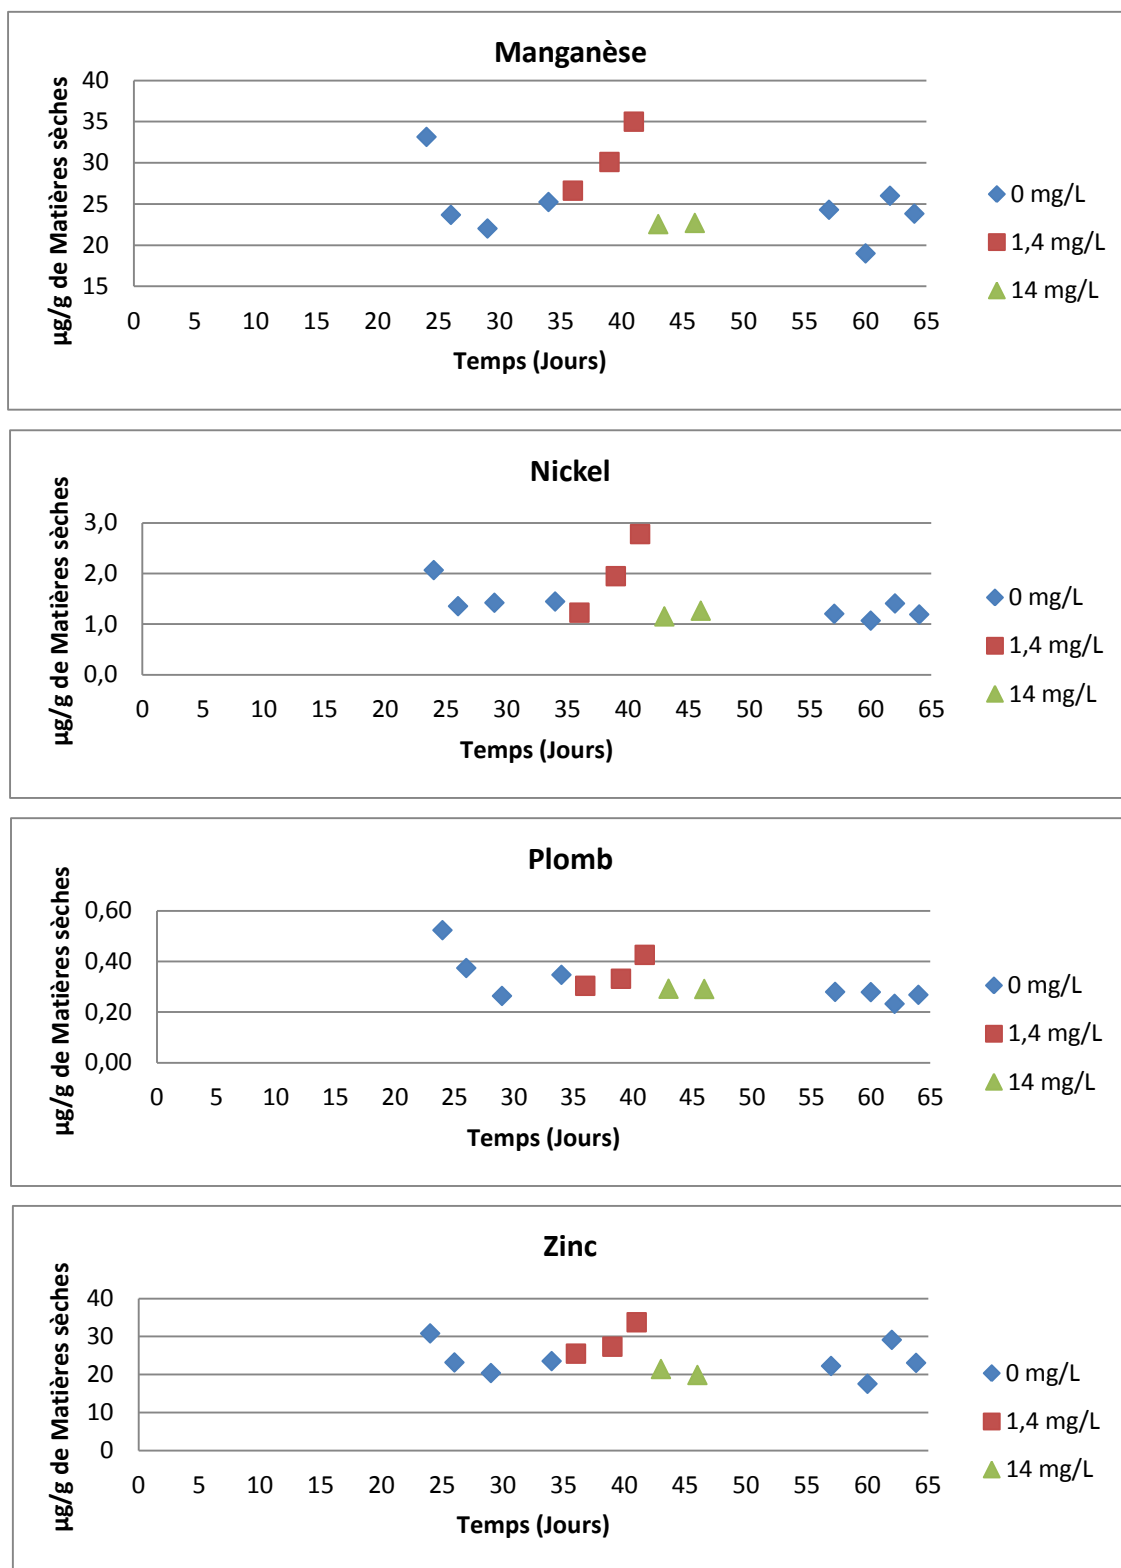 Manganèse
µg/g de Matières sèches
40
35
30
25
20
15
0 5 10 15 20 25 30 35 40 45 50 55 60 65
Temps (Jours)
0 mg/L
1,4 mg/L
14 mg/L
Nickel
µg/g de Matières sèches
3,0
2,0
1,0
0,0
0 5 10 15 20 25 30 35 40 45 50 55 60 65
Temps (Jours)
0 mg/L
1,4 mg/L
14 mg/L
Plomb
µg/g de Matières sèches
0,60
0,40
0,20
0,00
0 5 10 15 20 25 30 35 40 45 50 55 60 65
Temps (Jours)
0 mg/L
1,4 mg/L
14 mg/L
Zinc
µg/g de Matières sèches
40
30
20
10
0
0 5 10 15 20 25 30 35 40 45 50 55 60 65
Temps (Jours)
0 mg/L
1,4 mg/L
14 mg/L